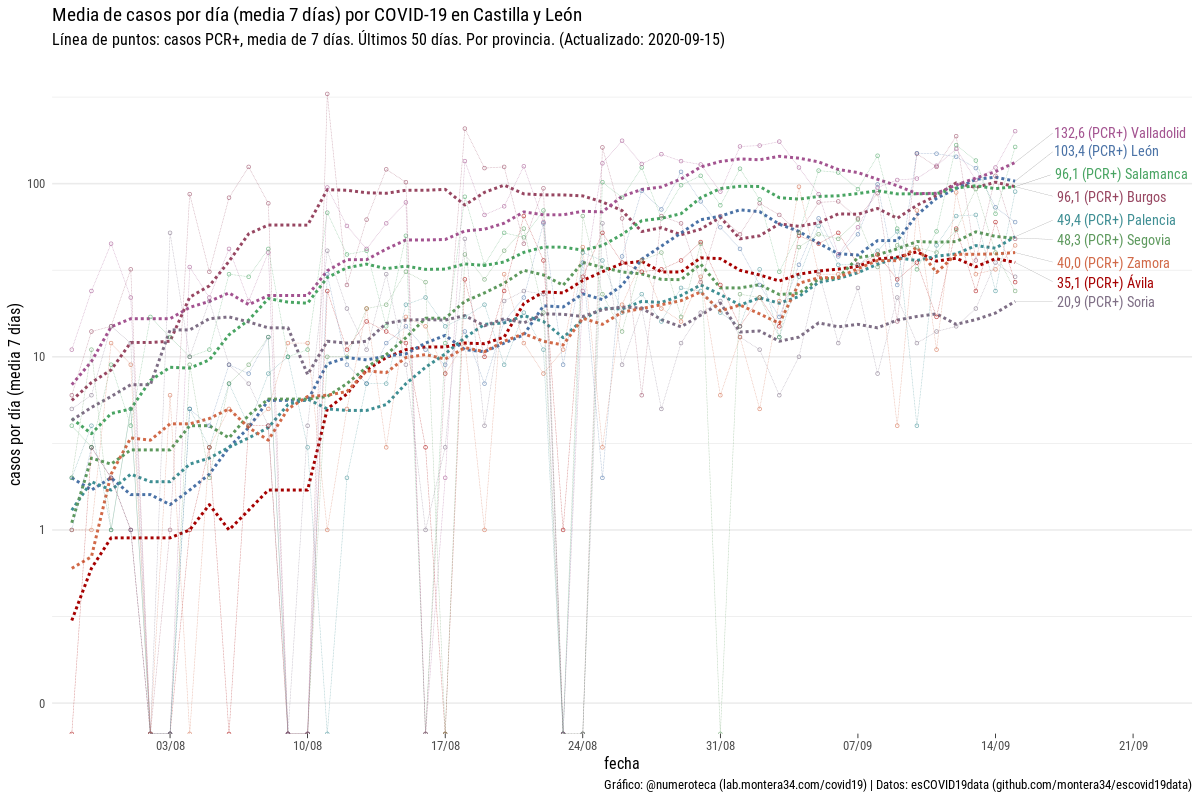 Media de casos por día (media 7 días) por COVID-19 en Castilla y León
Línea de puntos: casos PCR+, media de 7 días. Últimos 50 días. Por provincia. (Actualizado: 2020-09-15)
casos por día (media 7 días)
100
10
1
0
132,6 (PCR+) Valladolid
103,4 (PCR+) León
96,1 (PCR+) Salamanca
96,1 (PCR+) Burgos
49,4 (PCR+) Palencia
48,3 (PCR+) Segovia
40,0 (PCR+) Zamora
35,1 (PCR+) Ávila
20,9 (PCR+) Soria
03/08 10/08 17/08 24/08 31/08 07/09 14/09 21/09
fecha
Gráfico: @numeroteca (lab.montera34.com/covid19) | Datos: esCOVID19data (github.com/montera34/escovid19data)